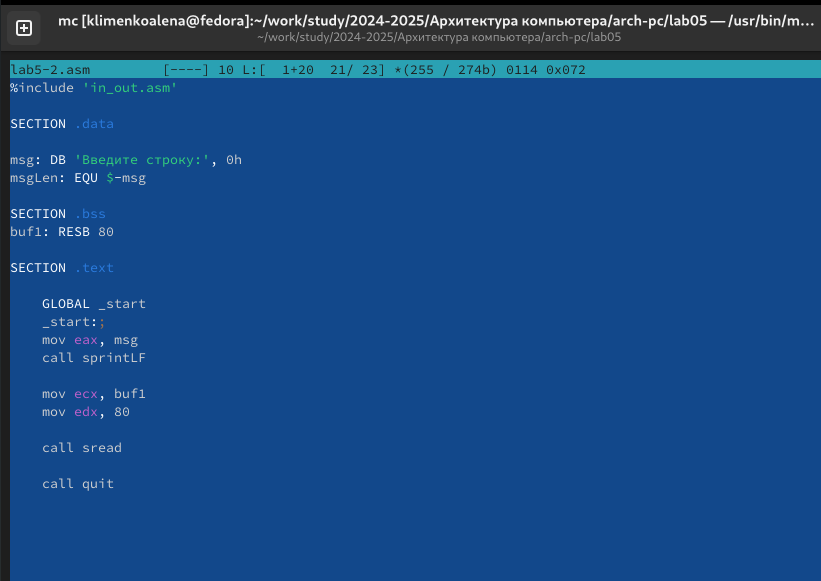 mc [klimenkoalena@fedora]:~/work/study/2024-2025/Архитектура компьютера/arch-pc/lab05 — /usr/bin/m...
~/work/study/2024-2025/Архитектура компьютера/arch-pc/lab05
lab5-2.asm [----] 10 L:[ 1+20 21/ 23] *(255 / 274b) 0114 0x072
%include 'in_out.asm'
SECTION .data
msg: DB 'Введите строку:', 0h
msgLen: EQU $-msg
SECTION .bss
buf1: RESB 80
SECTION .text
GLOBAL _start
_start:;
mov eax, msg
call sprintLF
mov ecx, buf1
mov edx, 80
call sread
call quit